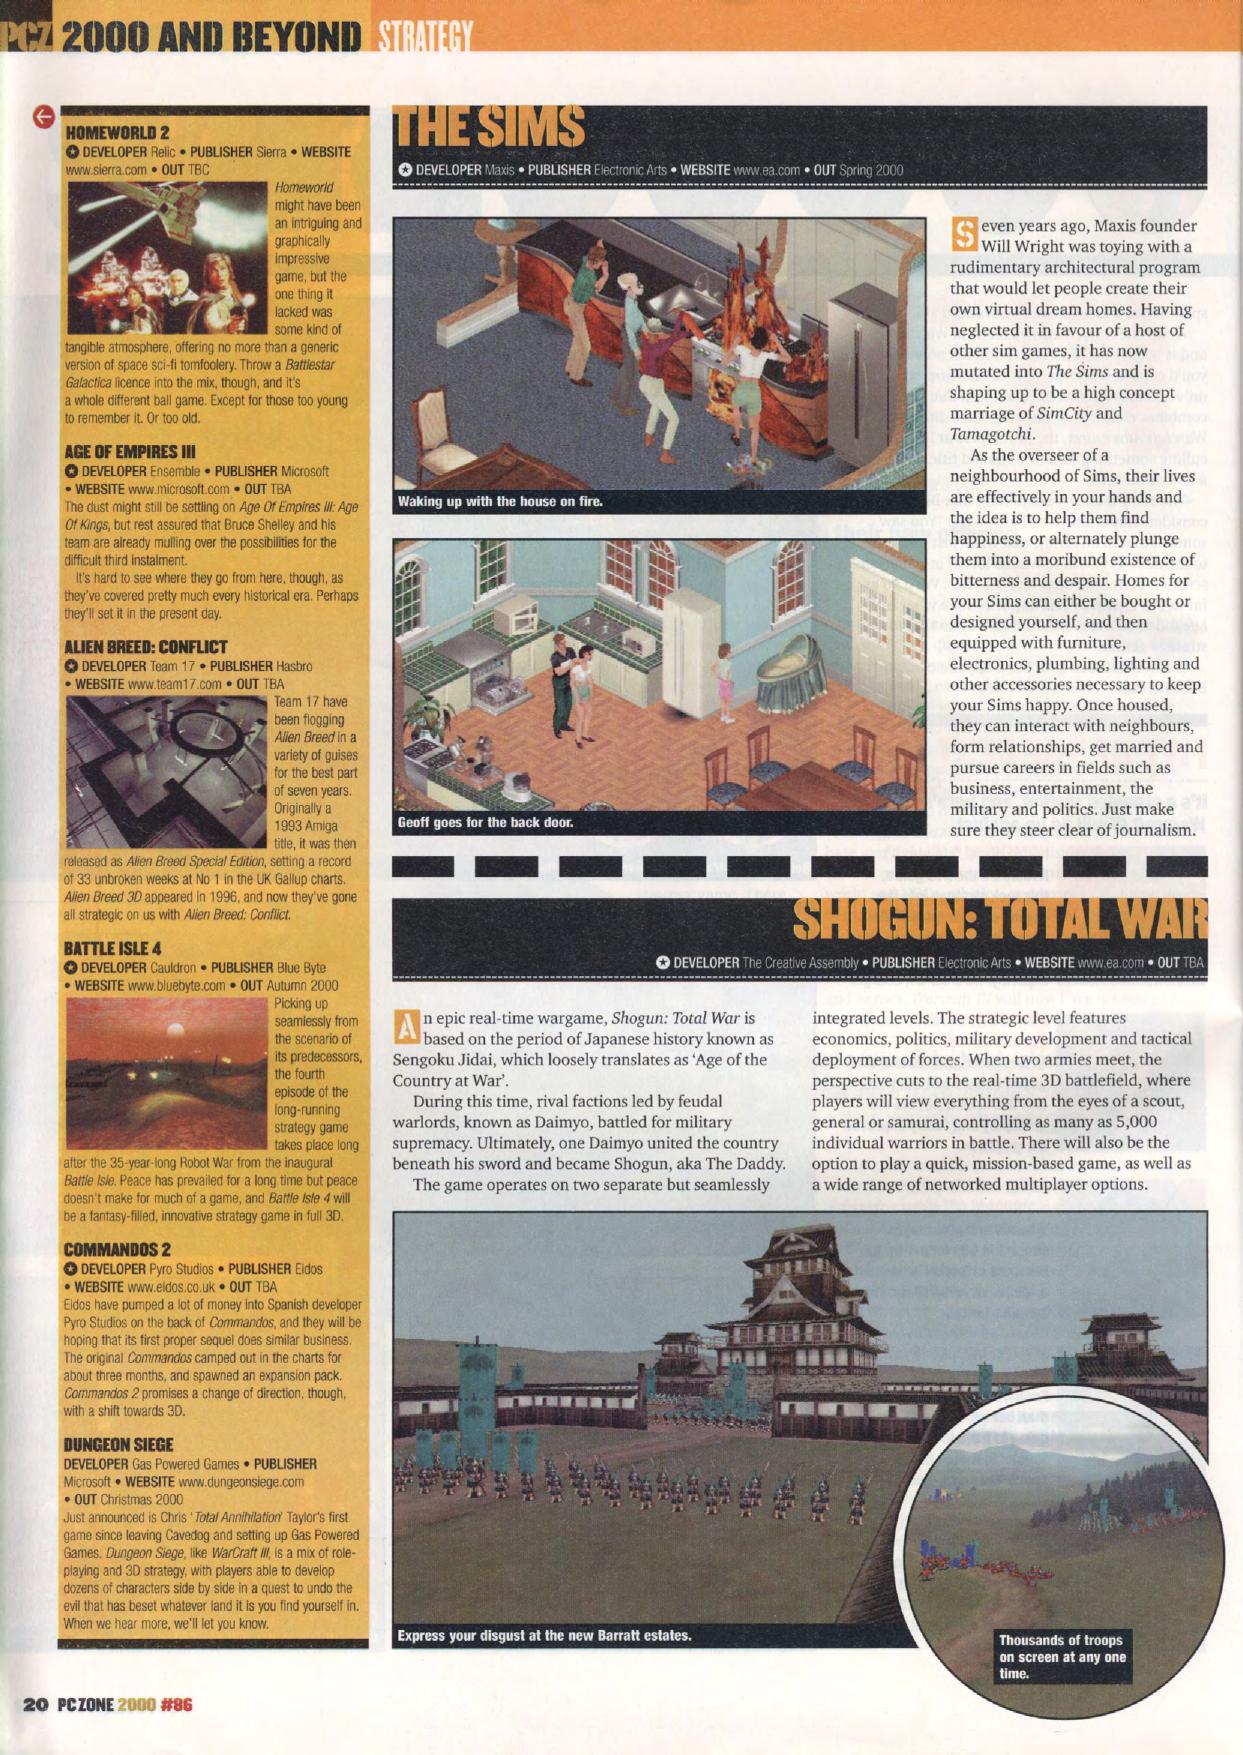 PCZ 2000 AND BEYOND STRATEGY
HOMEWORLD 2
DEVELOPER Relic • PUBLISHER Sierra • WEBSITE
www.sierra.com • OUT TBC
Homeworld
might have been
an intriguing and
graphically
impressive
game, but the
one thing it
lacked was
some kind of
tangible atmosphere, offering no more than a generic
version of space sci-fi tomfoolery. Throw a Battlestar
Galactica licence into the mix, though, and it's
a whole different ball game. Except for those too young
to remember it. Or too old.
AGE OF EMPIRES III
DEVELOPER Ensemble • PUBLISHER Microsoft
• WEBSITE www.microsoft.com • OUT TBA
The dust might still be settling on Age Of Empires III: Age
Of Kings, but rest assured that Bruce Shelley and his
team are already mulling over the possibilities for the
difficult third instalment.
It's hard to see where they go from here, though, as
they've covered pretty much every historical era. Perhaps
they'll set it in the present day.
ALIEN BREED: CONFLICT
DEVELOPER Team 17 • PUBLISHER Hasbro
• WEBSITE www.team17.com • OUT TBA
Team 17 have
been flogging
Alien Breed in a
variety of guises
for the best part
of seven years.
Originally a
1993 Amiga
title, it was then
released as Alien Breed Special Edition, setting a record
of 33 unbroken weeks at No 1 in the UK Gallup charts.
Alien Breed 3D appeared in 1996, and now they've gone
all strategic on us with Alien Breed: Conflict.
BATTLE ISLE 4
DEVELOPER Cauldron • PUBLISHER Blue Byte
• WEBSITE www.bluebyte.com • OUT Autumn 2000
Picking up
seamlessly from
the scenario of
its predecessors,
the fourth
episode of the
long-running
strategy game
takes place long
after the 35-year-long Robot War from the inaugural
Battle Isle. Peace has prevailed for a long time but peace
doesn't make for much of a game, and Battle Isle 4 will
be a fantasy-filled, innovative strategy game in full 3D.
COMMANDOS 2
DEVELOPER Pyro Studios • PUBLISHER Eidos
• WEBSITE www.eidos.co.uk • OUT TBA
Eidos have pumped a lot of money into Spanish developer
Pyro Studios on the back of Commandos, and they will be
hoping that its first proper sequel does similar business.
The original Commandos camped out in the charts for
about three months, and spawned an expansion pack.
Commandos 2 promises a change of direction, though,
with a shift towards 3D.
DUNGEON SIEGE
DEVELOPER Gas Powered Games • PUBLISHER
Microsoft • WEBSITE www.dungeonsiege.com
• OUT Christmas 2000
Just announced is Chris 'Total Annihilation' Taylor's first
game since leaving Cavedog and setting up Gas Powered
Games. Dungeon Siege, like WarCraft III, is a mix of role-
playing and 3D strategy, with players able to develop
dozens of characters side by side in a quest to undo the
evil that has beset whatever land it is you find yourself in.
When we hear more, we'll let you know.
THE SIMS
DEVELOPER Maxis • PUBLISHER Electronic Arts • WEBSITE www.ea.com • OUT Spring 2000
Waking up with the house on fire.
Geoff goes for the back door.
Seven years ago, Maxis founder
Will Wright was toying with a
rudimentary architectural program
that would let people create their
own virtual dream homes. Having
neglected it in favour of a host of
other sim games, it has now
mutated into The Sims and is
shaping up to be a high concept
marriage of SimCity and
Tamagotchi.
As the overseer of a
neighbourhood of Sims, their lives
are effectively in your hands and
the idea is to help them find
happiness, or alternately plunge
them into a moribund existence of
bitterness and despair. Homes for
your Sims can either be bought or
designed yourself, and then
equipped with furniture,
electronics, plumbing, lighting and
other accessories necessary to keep
your Sims happy. Once housed,
they can interact with neighbours,
form relationships, get married and
pursue careers in fields such as
business, entertainment, the
military and politics. Just make
sure they steer clear of journalism.
SHOGUN: TOTAL WAR
DEVELOPER The Creative Assembly • PUBLISHER Electronic Arts • WEBSITE www.ea.com • OUT TBA
An epic real-time wargame, Shogun: Total War is
based on the period of Japanese history known as
Sengoku Jidai, which loosely translates as 'Age of the
Country at War'.
During this time, rival factions led by feudal
warlords, known as Daimyo, battled for military
supremacy. Ultimately, one Daimyo united the country
beneath his sword and became Shogun, aka The Daddy.
The game operates on two separate but seamlessly
integrated levels. The strategic level features
economics, politics, military development and tactical
deployment of forces. When two armies meet, the
perspective cuts to the real-time 3D battlefield, where
players will view everything from the eyes of a scout,
general or samurai, controlling as many as 5,000
individual warriors in battle. There will also be the
option to play a quick, mission-based game, as well as
a wide range of networked multiplayer options.
Express your disgust at the new Barratt estates.
Thousands of troops
on screen at any one
time.
20 PC ZONE 2000 #86